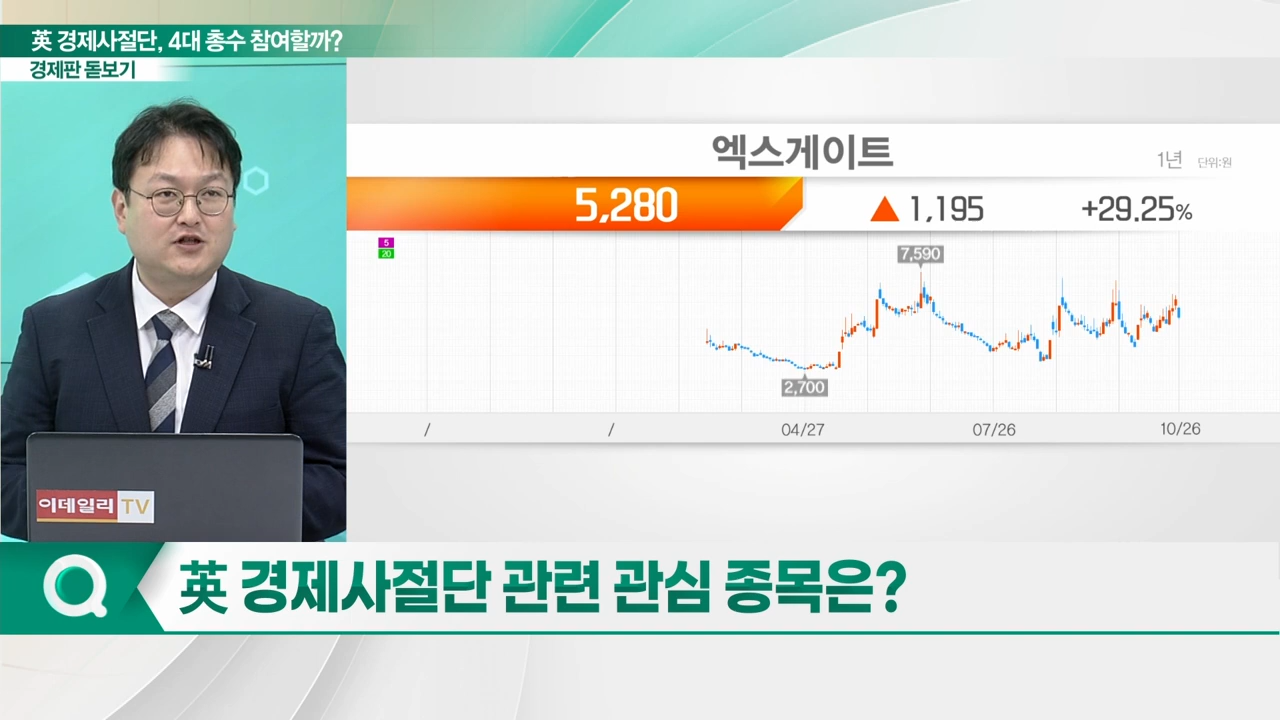 英 경제사절단, 4대 총수 참여할까?
경제판 돋보기
엑스게이트
1년 단위:원
5,280 ▲ 1,195 +29.25%
5
20
7,590
2,700
/ / 04/27 07/26 10/26
이데일리 TV
英 경제사절단 관련 관심 종목은?